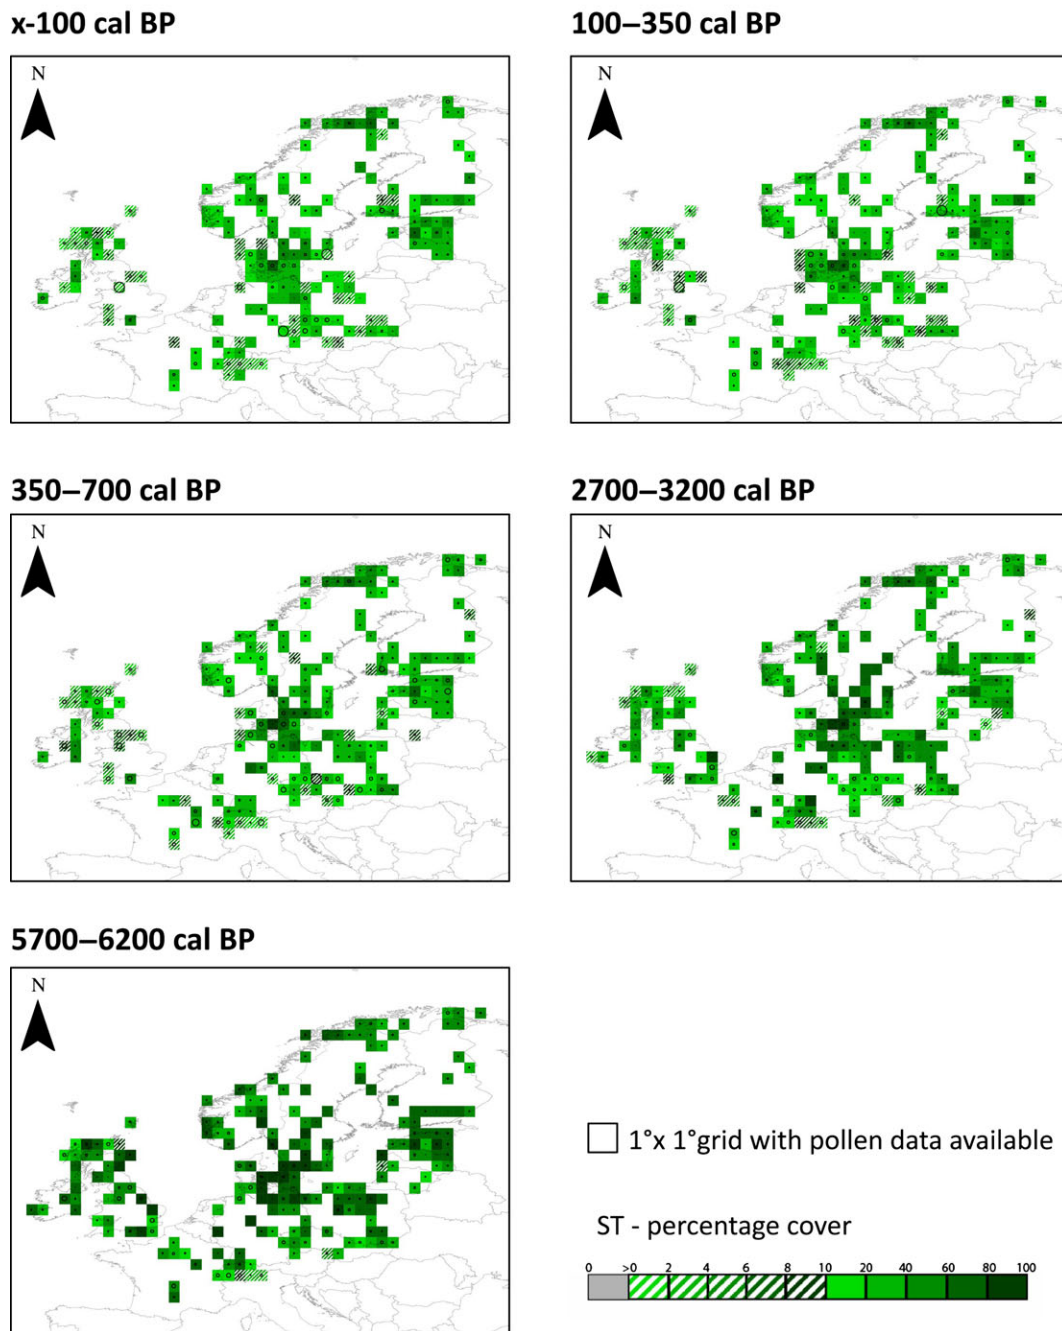 x-100 cal BP
100–350 cal BP
N
N
350–700 cal BP
2700–3200 cal BP
N
N
5700–6200 cal BP
N
1°x 1°grid with pollen data available
ST - percentage cover
0 >0 2 4 6 8 10 20 40 60 80 100